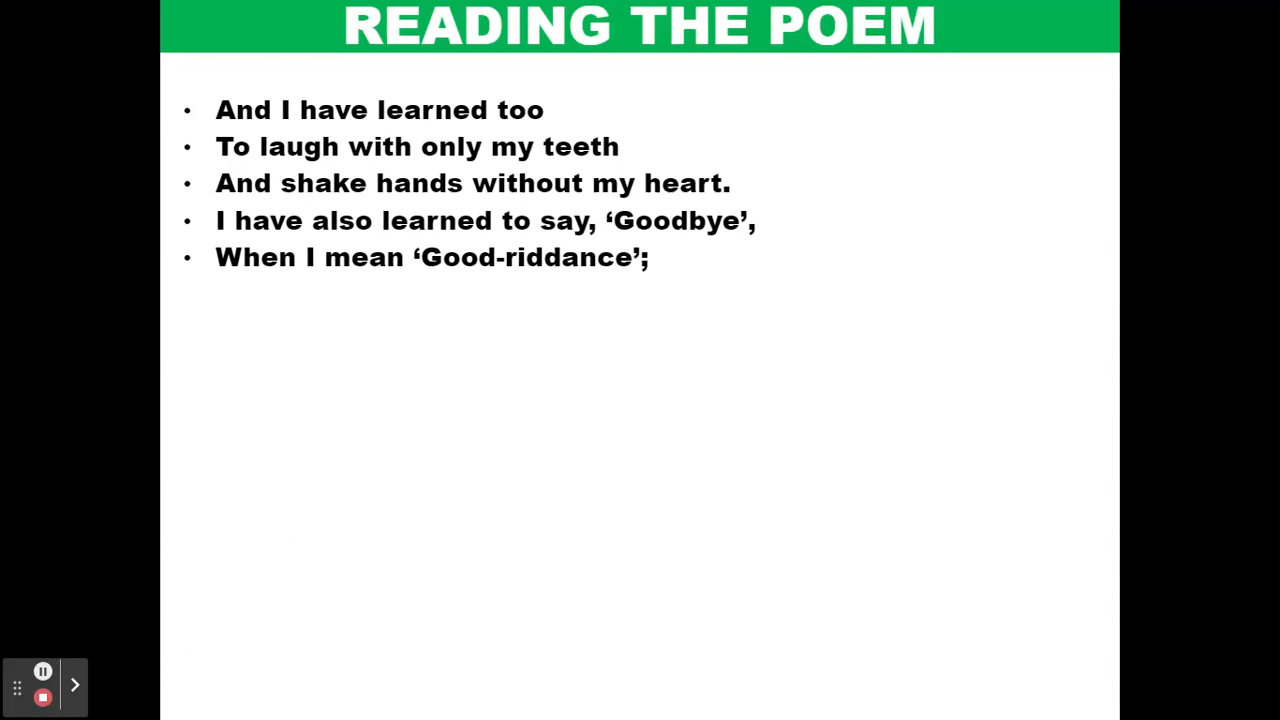 READING THE POEM
• And I have learned too
• To laugh with only my teeth
• And shake hands without my heart.
• I have also learned to say, ‘Goodbye’,
• When I mean ‘Good-riddance’;